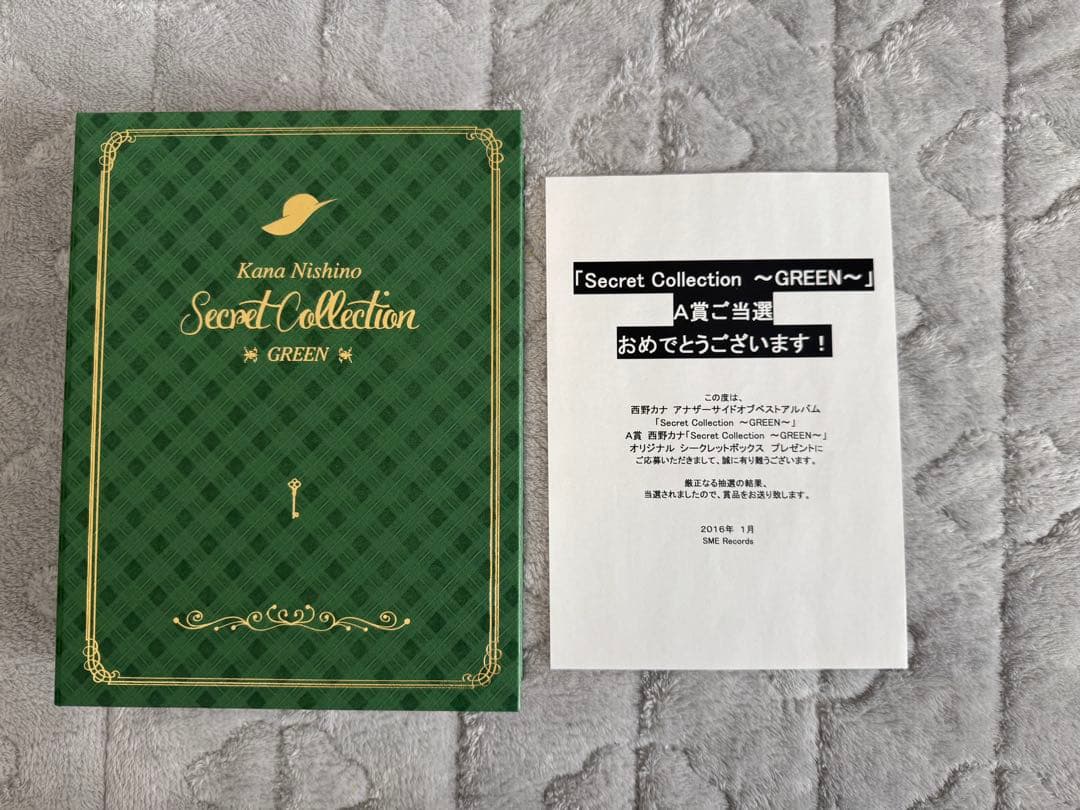 Kana Nishino
Secret Collection
GREEN
「Secret Collection ～GREEN～」
A賞ご当選
おめでとうございます！
この度は、
西野カナ アナザーサイドオブベストアルバム
「Secret Collection ～GREEN～」
A賞 西野カナ「Secret Collection ～GREEN～」
オリジナル シークレットボックス プレゼントに
ご応募いただきまして、誠に有り難うございます。
厳正なる抽選の結果、
当選されましたので、賞品をお送り致します。
2016年 1月
SME Records